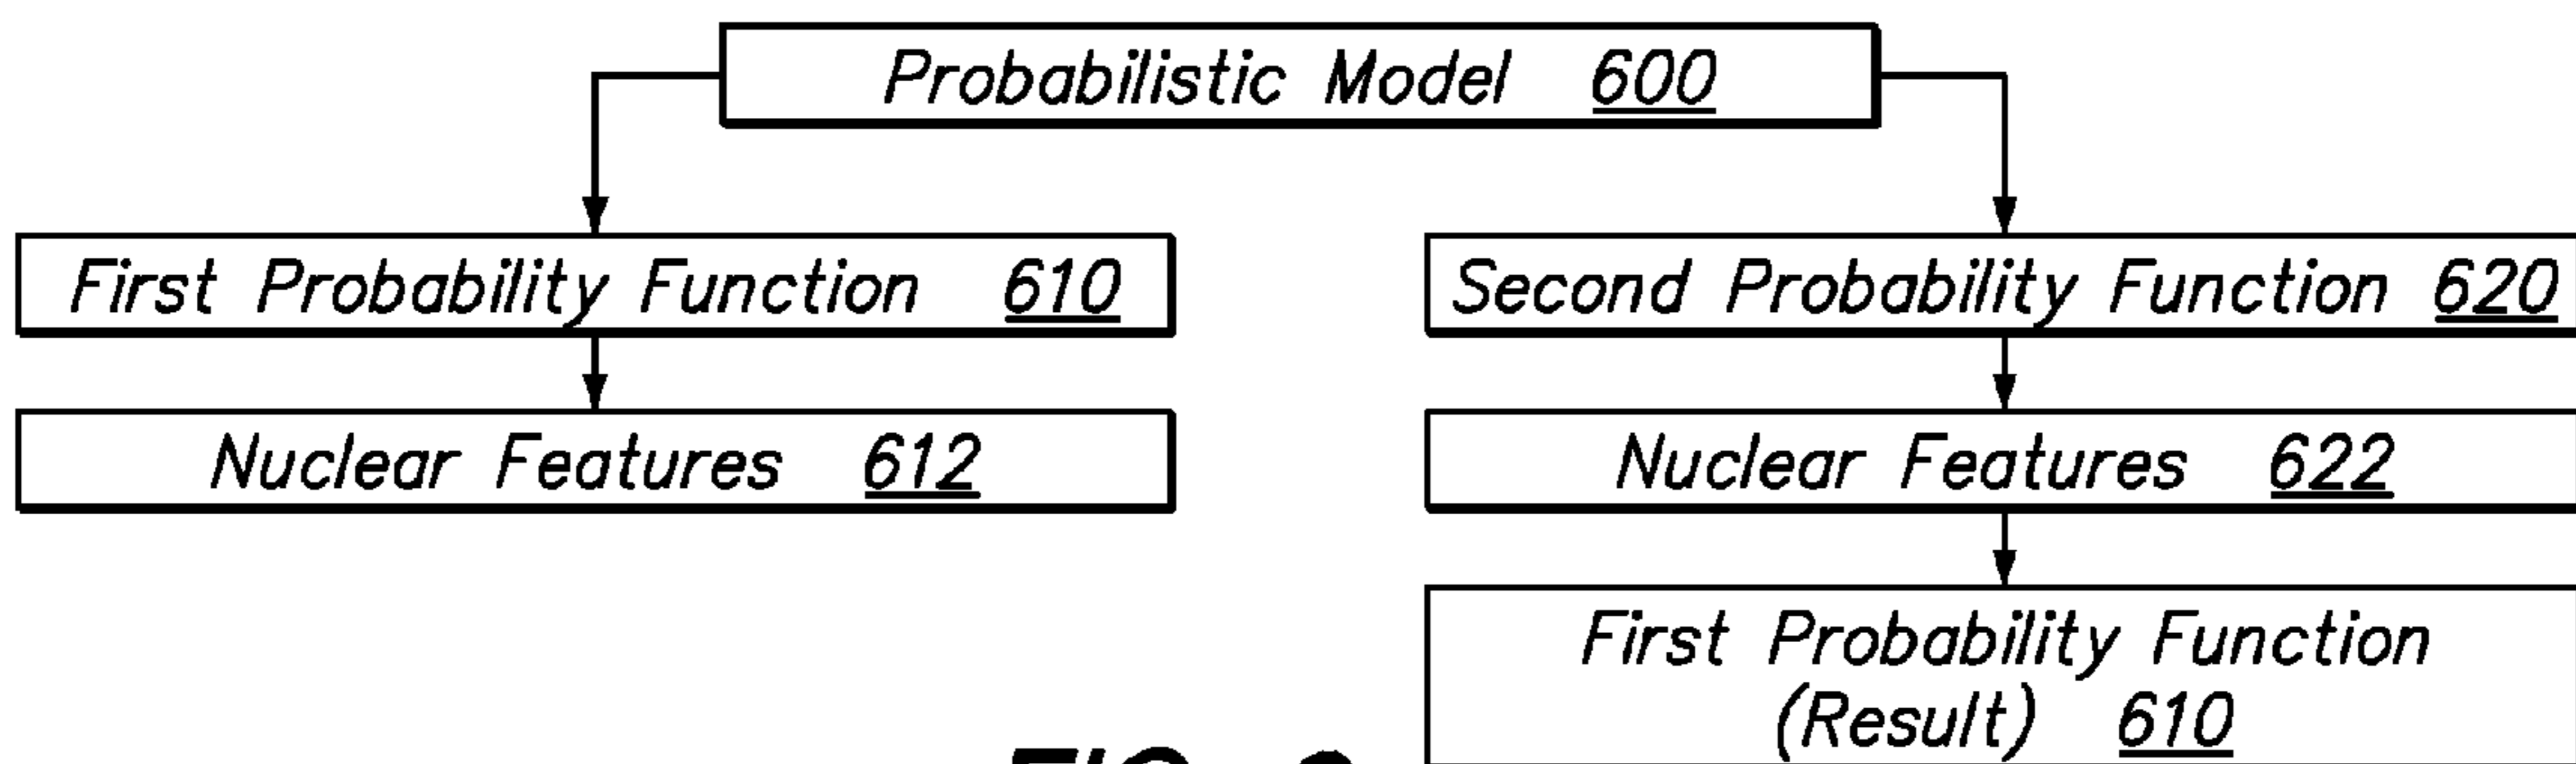 Probabilistic Model 600
First Probability Function 610
Second Probability Function 620
Nuclear Features 612
Nuclear Features 622
First Probability Function
(Result) 610